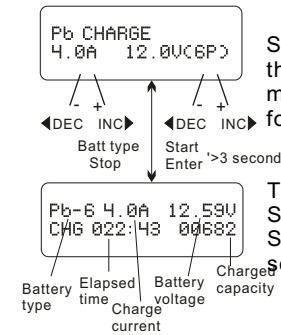 Pb CHARGE
4.0A 12.0V(6P)
- + - +
◀DEC INC▶ ◀DEC INC▶
Batt type Start
Stop Enter '>3 second
Pb-6 4.0A 12.59V
CHG 022:43 00682
Battery type
Elapsed time
Charge current
Battery voltage
Charged capacity